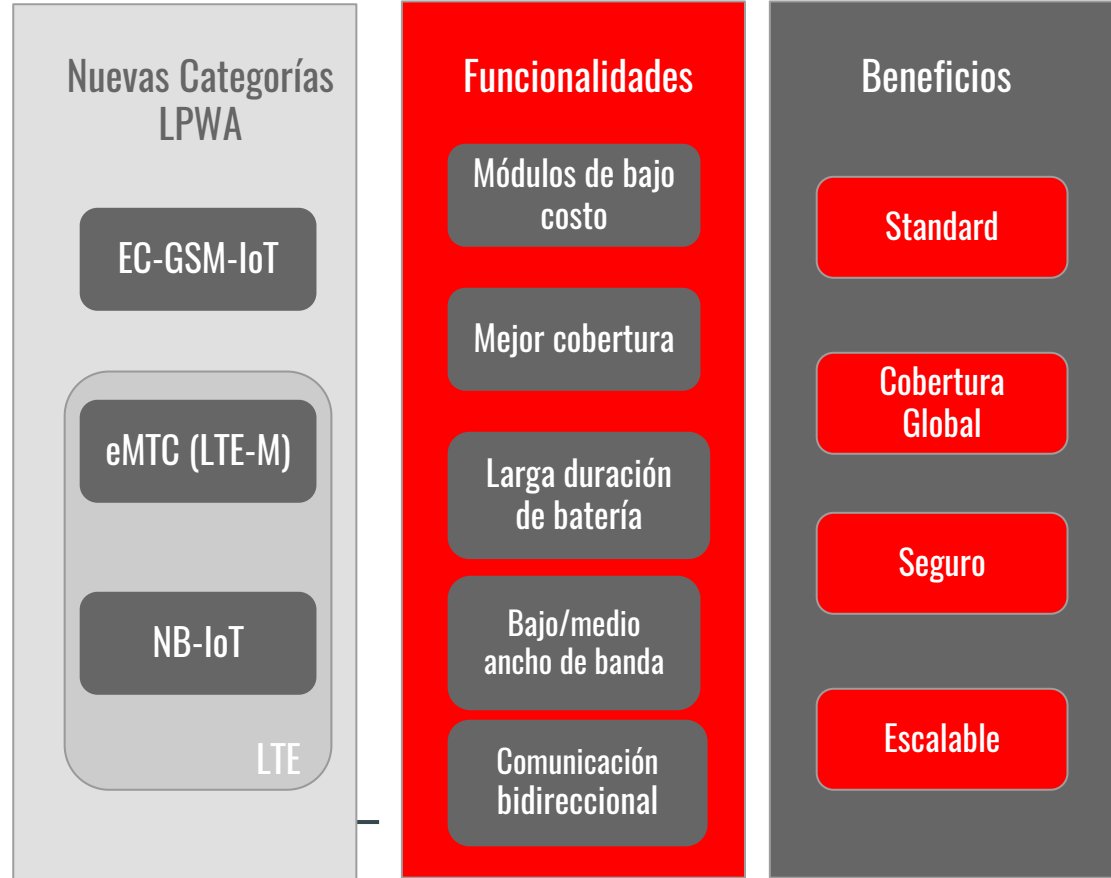 Nuevas Categorías
LPWA
EC-GSM-IoT
eMTC (LTE-M)
NB-IoT
LTE
Funcionalidades
Módulos de bajo
costo
Mejor cobertura
Larga duración
de batería
Bajo/medio
ancho de banda
Comunicación
bidireccional
Beneficios
Standard
Cobertura
Global
Seguro
Escalable